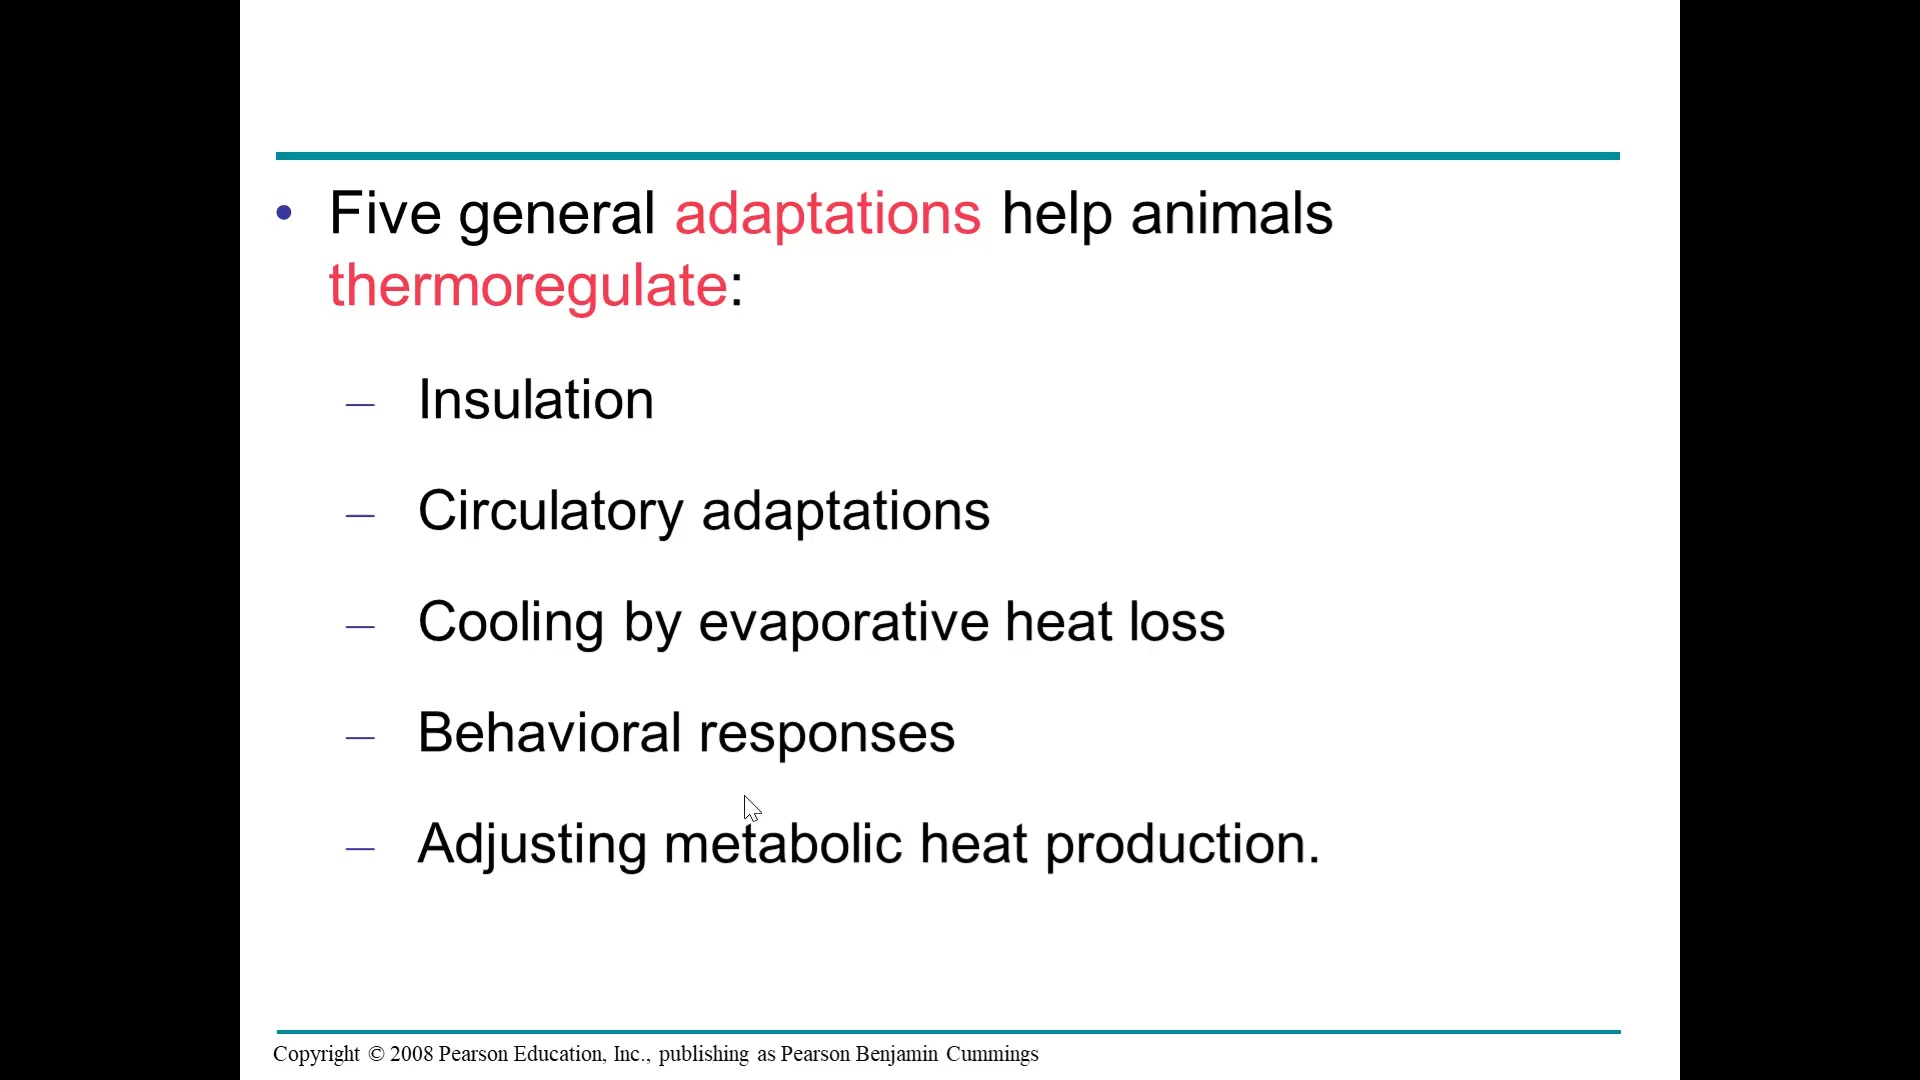 • Five general adaptations help animals
thermoregulate:
– Insulation
– Circulatory adaptations
– Cooling by evaporative heat loss
– Behavioral responses
– Adjusting metabolic heat production.
Copyright © 2008 Pearson Education, Inc., publishing as Pearson Benjamin Cummings